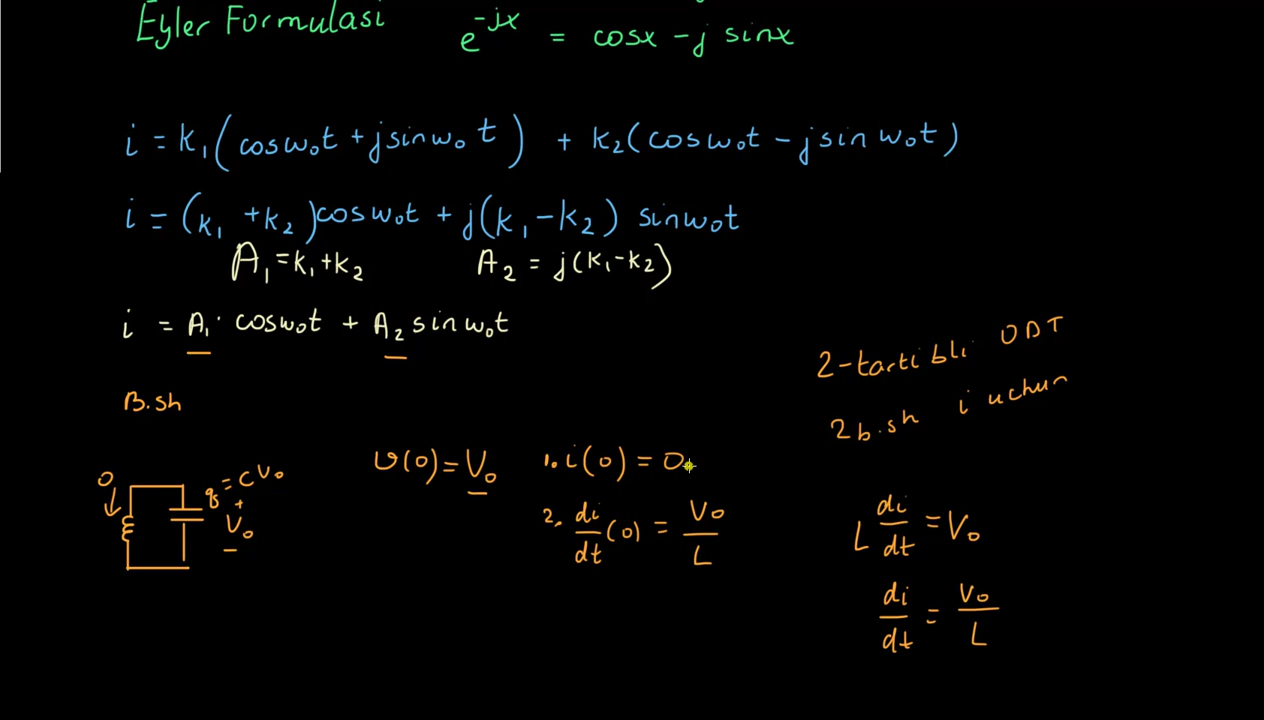 Eyler Formulasi e^-jx = cosx - j sinx
i = k₁(cosw₀t + jsinw₀t) + k₂(cosw₀t - jsinw₀t)
i = (k₁ + k₂)cosw₀t + j(k₁ - k₂) sinw₀t
A₁ = k₁ + k₂ A₂ = j(k₁ - k₂)
i = A₁· cosw₀t + A₂ sinw₀t
2-tartibli ODT
2 b.sh i uchun
B.sh
0
q = CV₀
+
V₀
v(0) = V₀
1. i(0) = 0
2. di/dt (0) = V₀/L
L di/dt = V₀
di/dt = V₀/L